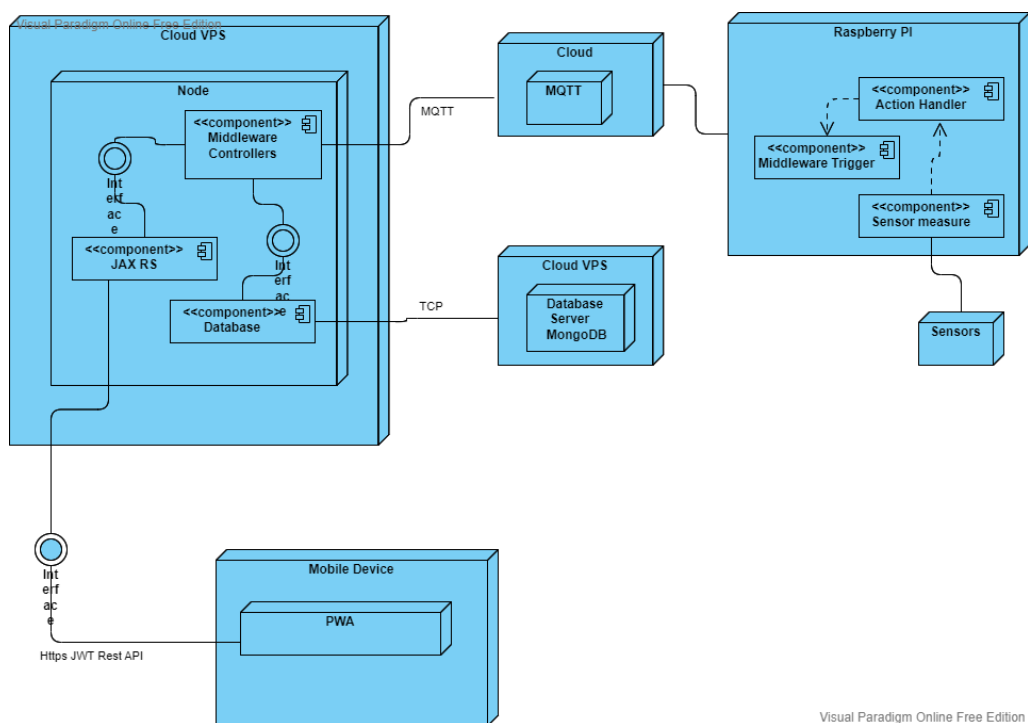 Visual Paradigm Online Free Edition
Cloud VPS
Node
<<component>>
Middleware
Controllers
Int
erf
ac
e
<<component>>
JAX RS
Int
erf
ac
e
<<component>>
Database
MQTT
Cloud
MQTT
TCP
Cloud VPS
Database
Server
MongoDB
Raspberry PI
<<component>>
Action Handler
<<component>>
Middleware Trigger
<<component>>
Sensor measure
Sensors
Int
erf
ac
e
Https JWT Rest API
Mobile Device
PWA
Visual Paradigm Online Free Edition